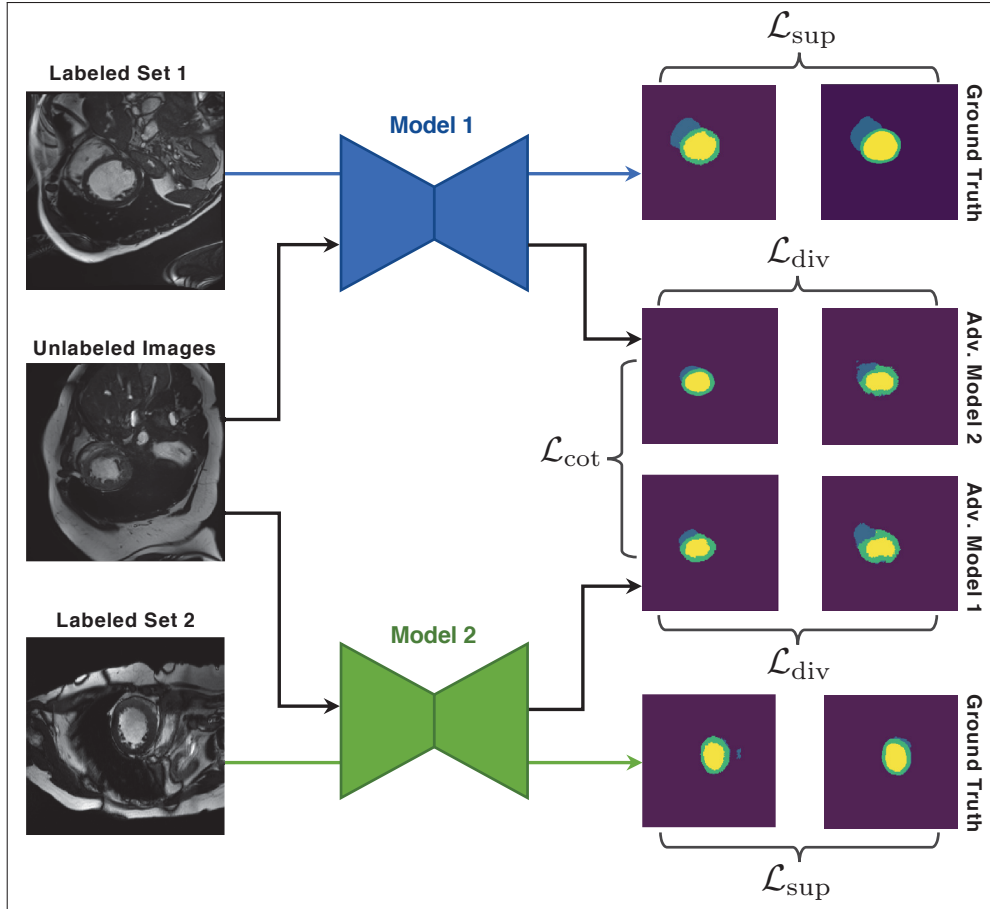 ℒsup
Labeled Set 1
Model 1
Ground Truth
ℒdiv
Unlabeled Images
Adv. Model 2
ℒcot
Adv. Model 1
Labeled Set 2
Model 2
ℒdiv
Ground Truth
ℒsup